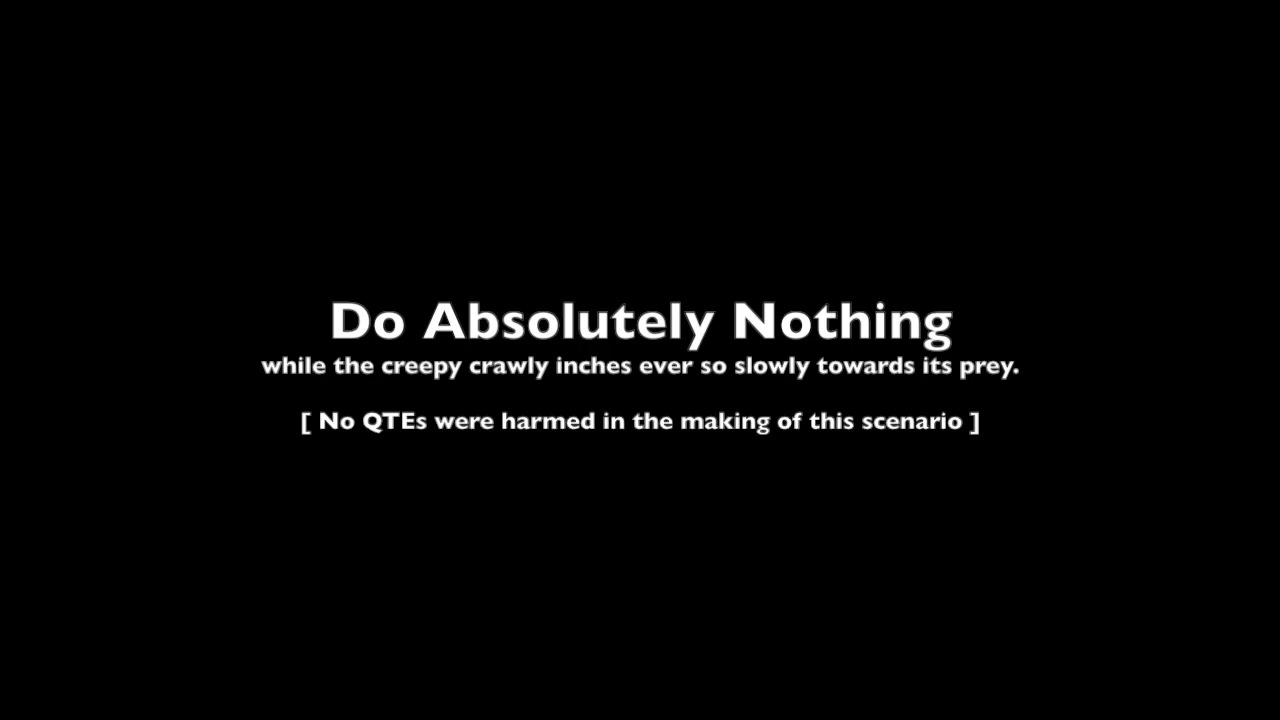 Do Absolutely Nothing
while the creepy crawly inches ever so slowly towards its prey.
[ No QTEs were harmed in the making of this scenario ]